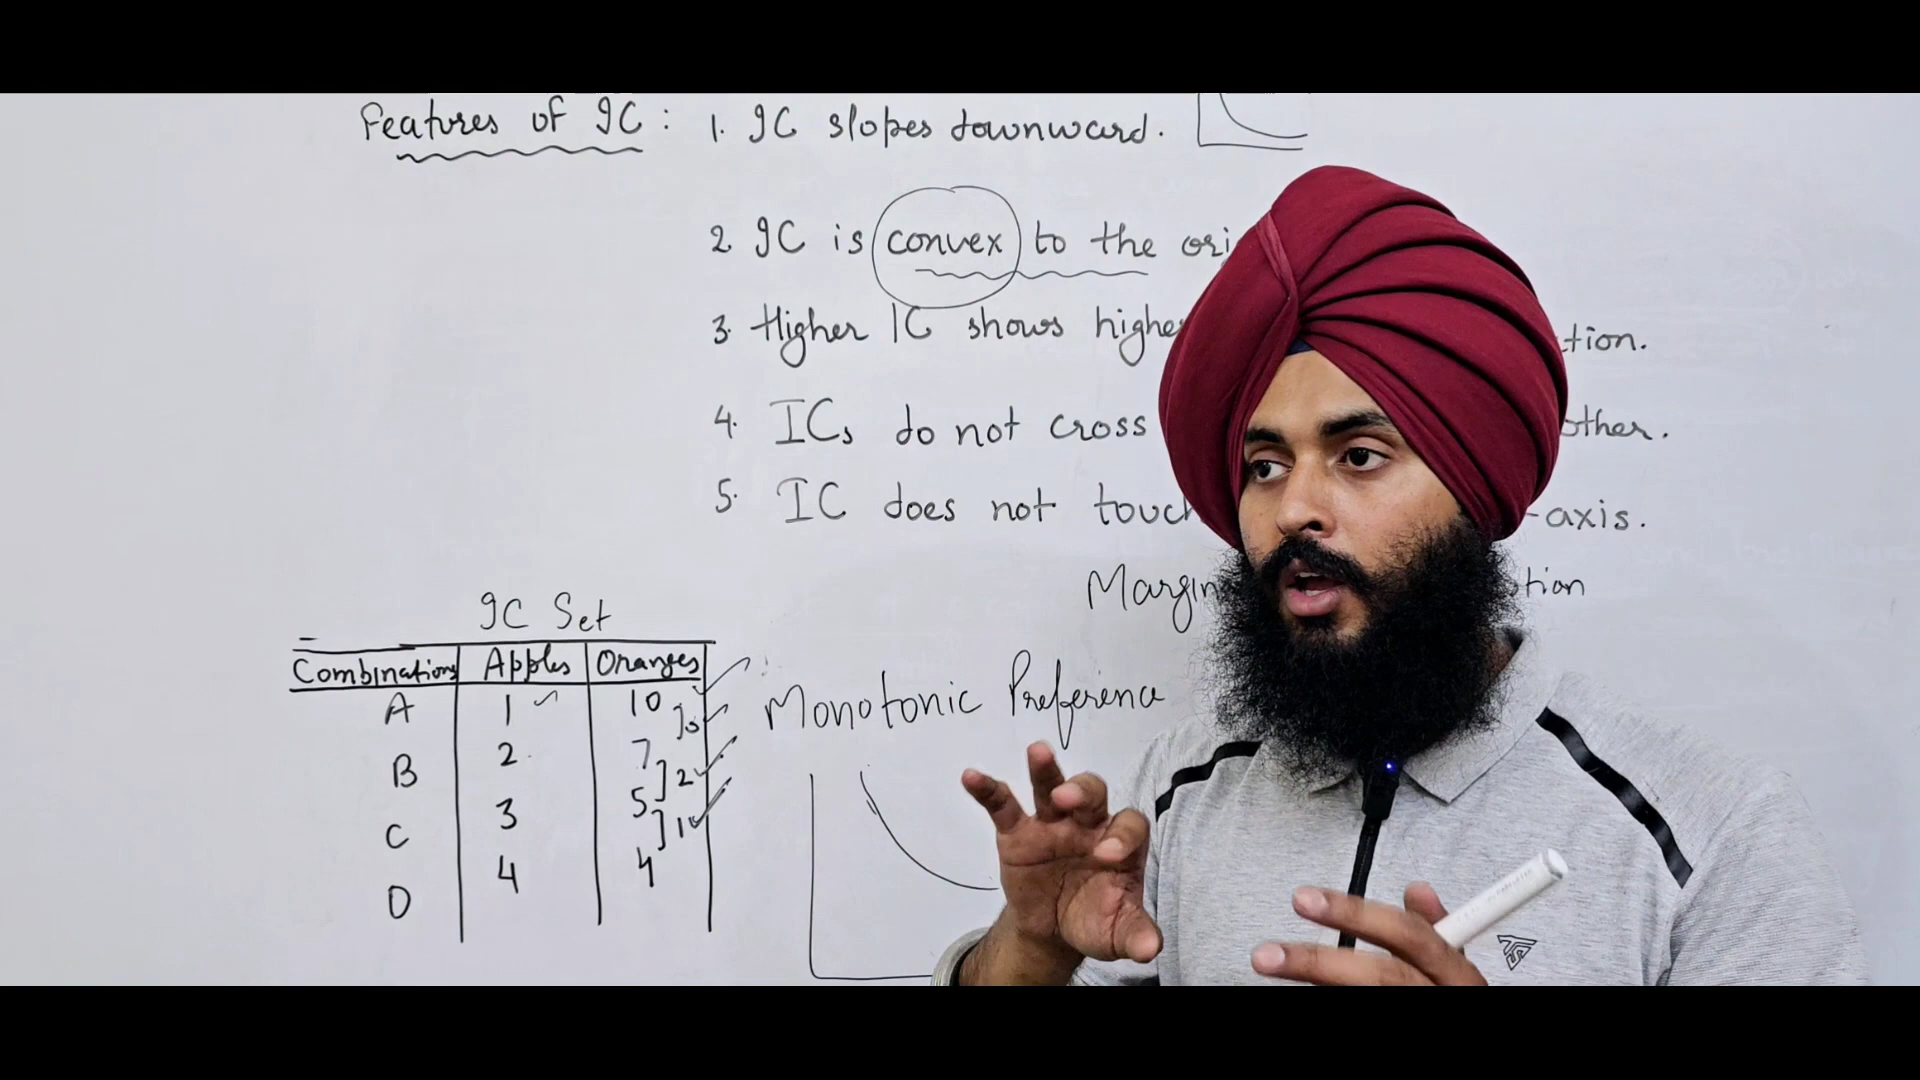 Features of IC : 1. IC slopes downward.
2 IC is convex to the ori
3. Higher IC shows highe tion.
4. ICs do not cross other.
5. IC does not touch -axis.
Margin tion
IC Set
Combinations Apples Oranges
A 1 10
]3
B 2 7
]2
C 3 5
]1
D 4 4
Monotonic Preference